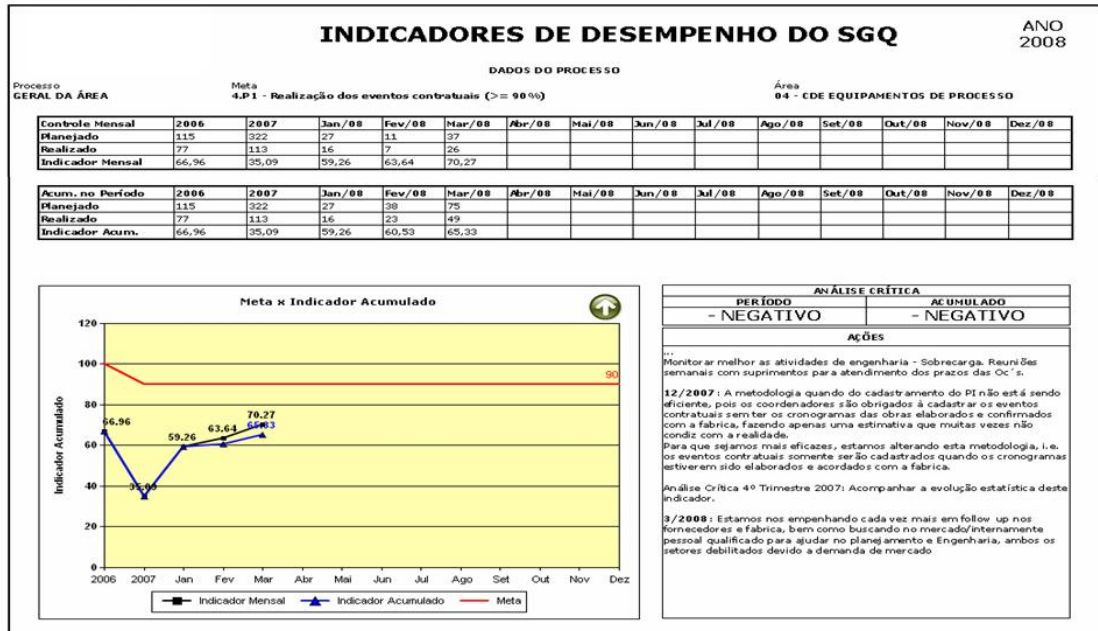 INDICADORES DE DESEMPENHO DO SGQ
ANO
2008
DADOS DO PROCESSO
Processo Meta Área
GERAL DA ÁREA 4.P1 - Realização dos eventos contratuais (>= 90%) 04 - CDE EQUIPAMENTOS DE PROCESSO
Controle Mensal 2006 2007 Jan/08 Fev/08 Mar/08 Abr/08 Mai/08 Jun/08 Jul/08 Ago/08 Set/08 Out/08 Nov/08 Dez/08
Planejado 115 322 27 11 37
Realizado 77 113 16 7 26
Indicador Mensal 66,96 35,09 59,26 63,64 70,27
Acum. no Período 2006 2007 Jan/08 Fev/08 Mar/08 Abr/08 Mai/08 Jun/08 Jul/08 Ago/08 Set/08 Out/08 Nov/08 Dez/08
Planejado 115 322 27 38 75
Realizado 77 113 16 23 49
Indicador Acum. 66,96 35,09 59,26 60,53 65,33
Meta x Indicador Acumulado
Indicador Acumulado
120
100
80
60
40
20
0
66.96
35.09
59.26
63.64
70.27
65.33
90
2006 2007 Jan Fev Mar Abr Mai Jun Jul Ago Set Out Nov Dez
Indicador Mensal Indicador Acumulado Meta
ANÁLISE CRÍTICA
PERÍODO ACUMULADO
- NEGATIVO - NEGATIVO
AÇÕES
...
Monitorar melhor as atividades de engenharia - Sobrecarga. Reuniões
semanais com suprimentos para atendimento dos prazos das Oc´s.
12/2007 : A metodologia quando do cadastramento do PI não está sendo
eficiente, pois os coordenadores são obrigados à cadastrar os eventos
contratuais sem ter os cronogramas das obras elaborados e confirmados
com a fabrica, fazendo apenas uma estimativa que muitas vezes não
condiz com a realidade.
Para que sejamos mais eficazes, estamos alterando esta metodologia, i.e.
os eventos contratuais somente serão cadastrados quando os cronogramas
estiverem sido elaborados e acordados com a fabrica.
Análise Crítica 4º Trimestre 2007: Acompanhar a evolução estatística deste
indicador.
3/2008 : Estamos nos empenhando cada vez mais em follow up nos
fornecedores e fabrica, bem como buscando no mercado/internamente
pessoal qualificado para ajudar no planejamento e Engenharia, ambos os
setores debilitados devido a demanda de mercado